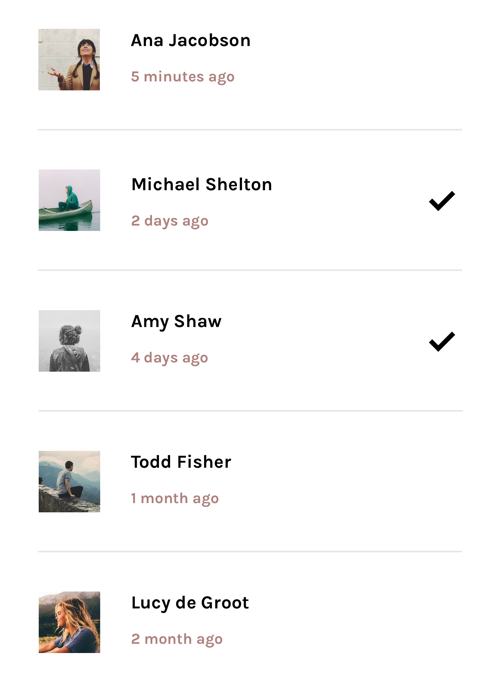 Ana Jacobson
5 minutes ago
Michael Shelton
2 days ago
Amy Shaw
4 days ago
Todd Fisher
1 month ago
Lucy de Groot
2 month ago